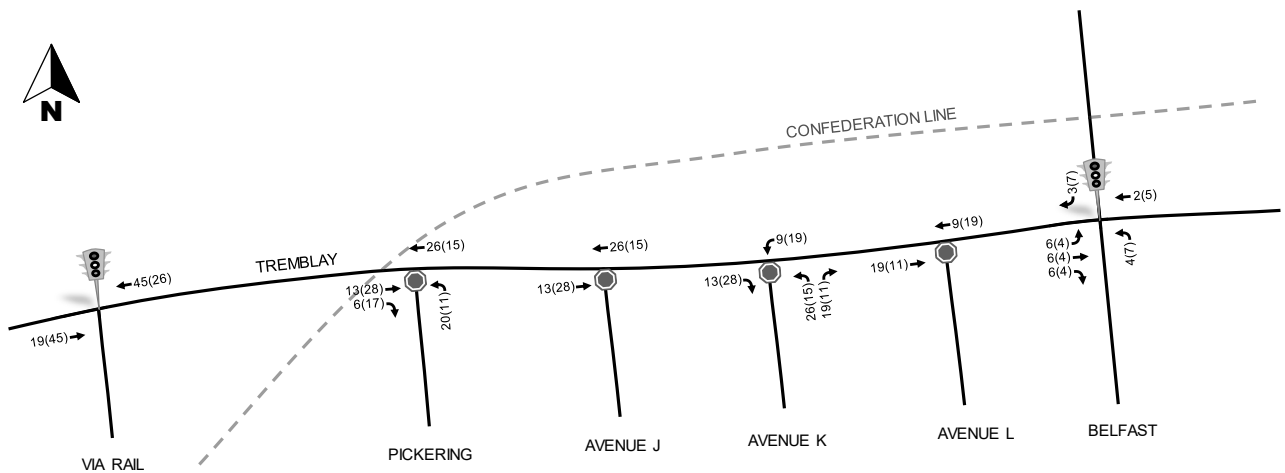 N
CONFEDERATION LINE
TREMBLAY
45(26)
19(45)
26(15)
13(28)
6(17)
20(11)
26(15)
13(28)
9(19)
13(28)
26(15)
19(11)
9(19)
19(11)
3(7)
2(5)
6(4)
6(4)
6(4)
4(7)
VIA RAIL
PICKERING
AVENUE J
AVENUE K
AVENUE L
BELFAST